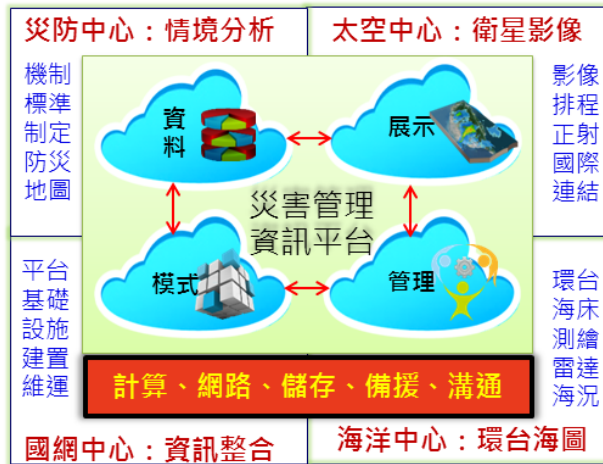 災防中心：情境分析
太空中心：衛星影像
機制
標準
制定
防災
地圖
資料
展示
影像
排程
正射
國際
連結
災害管理
資訊平台
平台
基礎
設施
建置
維運
模式
管理
環台
海床
測繪
雷達
海況
計算、網路、儲存、備援、溝通
國網中心：資訊整合
海洋中心：環台海圖